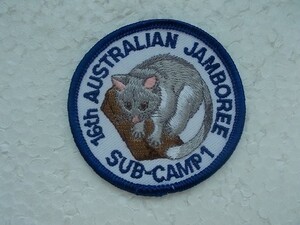 16th AUSTRALIAN JAMBOREE
SUB-CAMP 1